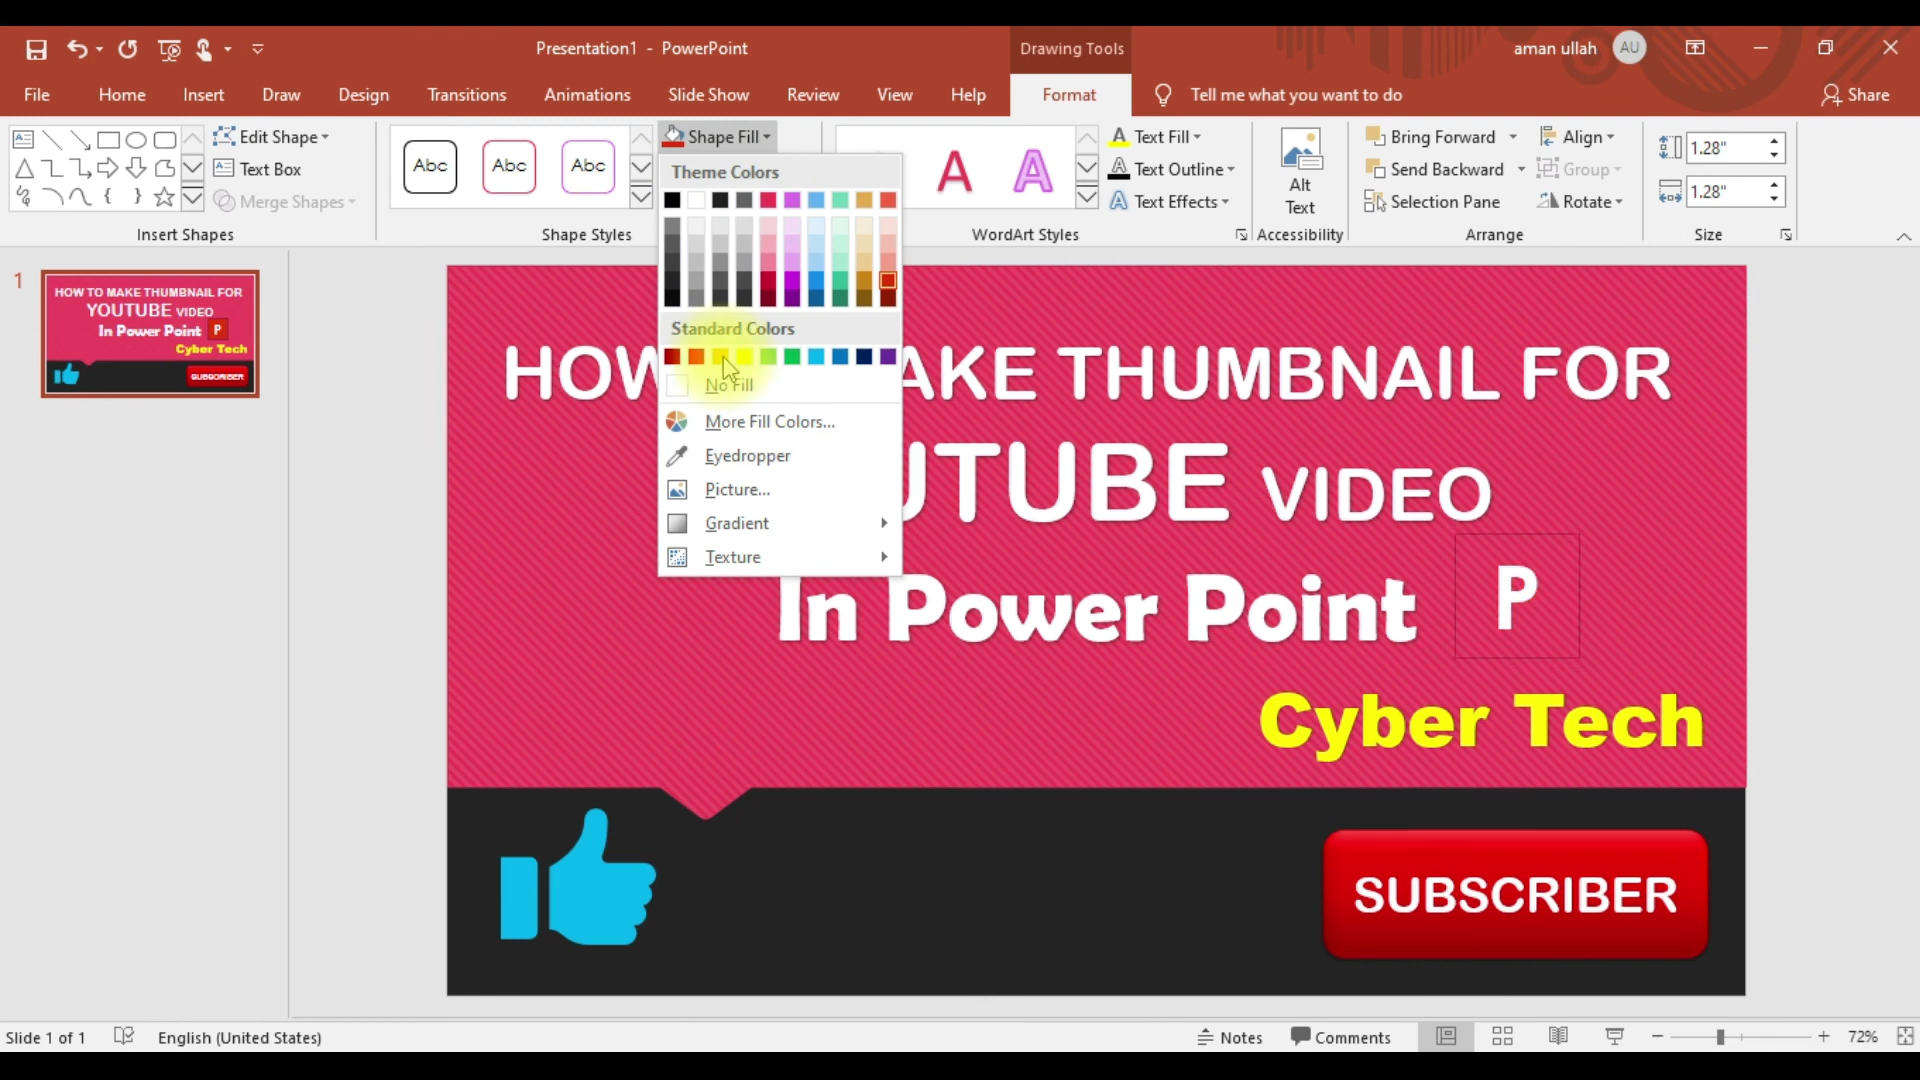 Presentation1 - PowerPoint
Drawing Tools
aman ullah
AU
File
Home
Insert
Draw
Design
Transitions
Animations
Slide Show
Review
View
Help
Format
Tell me what you want to do
Share
Edit Shape
Text Box
Merge Shapes
Insert Shapes
Abc
Abc
Abc
Shape Styles
Shape Fill
Theme Colors
Standard Colors
No Fill
More Fill Colors...
Eyedropper
Picture...
Gradient
Texture
A
A
WordArt Styles
Text Fill
Text Outline
Text Effects
Alt
Text
Accessibility
Bring Forward
Send Backward
Selection Pane
Align
Group
Rotate
Arrange
1.28"
1.28"
Size
1
HOW TO MAKE THUMBNAIL FOR
YOUTUBE VIDEO
In Power Point P
Cyber Tech
SUBSCRIBER
HOW AKE THUMBNAIL FOR
UTUBE VIDEO
In Power Point P
Cyber Tech
SUBSCRIBER
Slide 1 of 1
English (United States)
Notes
Comments
72%